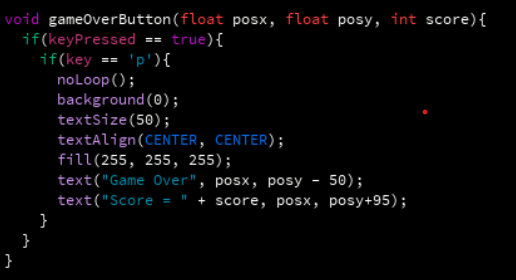 void gameOverButton(float posx, float posy, int score){
  if(keyPressed == true){
    if(key == 'p'){
      noLoop();
      background(0);
      textSize(50);
      textAlign(CENTER, CENTER);
      fill(255, 255, 255);
      text("Game Over", posx, posy - 50);
      text("Score = " + score, posx, posy+95);
    }
  }
}